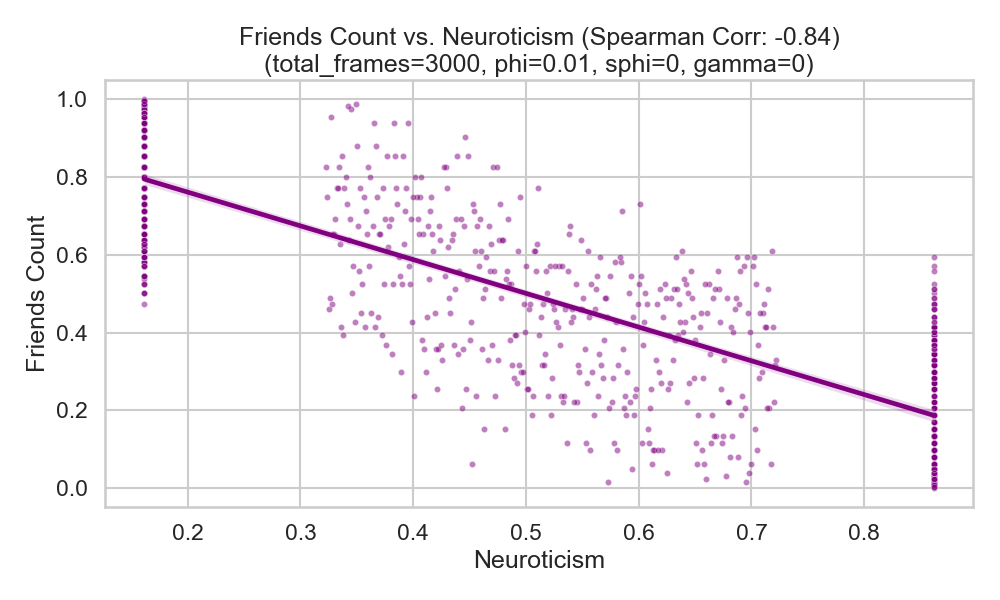 Friends Count vs. Neuroticism (Spearman Corr: -0.84)
(total_frames=3000, phi=0.01, sphi=0, gamma=0)
Friends Count
1.0
0.8
0.6
0.4
0.2
0.0
0.2 0.3 0.4 0.5 0.6 0.7 0.8
Neuroticism